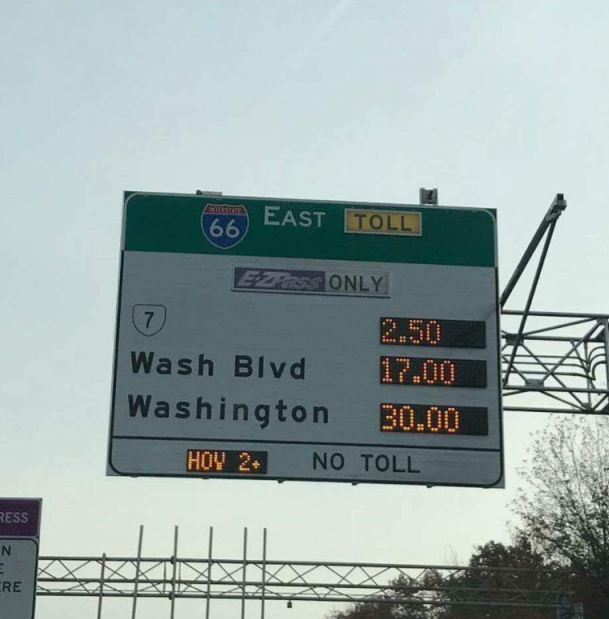 INTERSTATE
66
EAST TOLL
E-ZPass ONLY
7 2.50
Wash Blvd 17.00
Washington 30.00
HOV 2+ NO TOLL
RESS
N
E
ERE